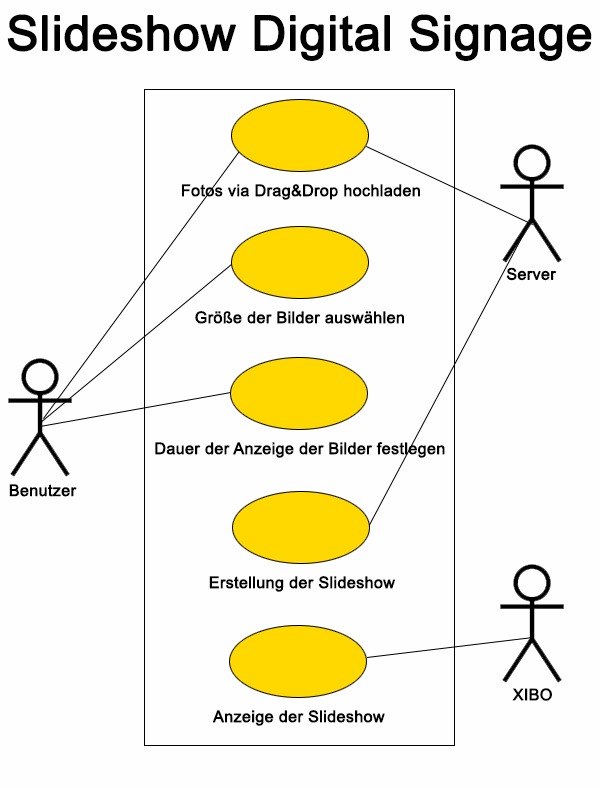 Slideshow Digital Signage
Fotos via Drag&Drop hochladen
Server
Größe der Bilder auswählen
Dauer der Anzeige der Bilder festlegen
Benutzer
Erstellung der Slideshow
XIBO
Anzeige der Slideshow